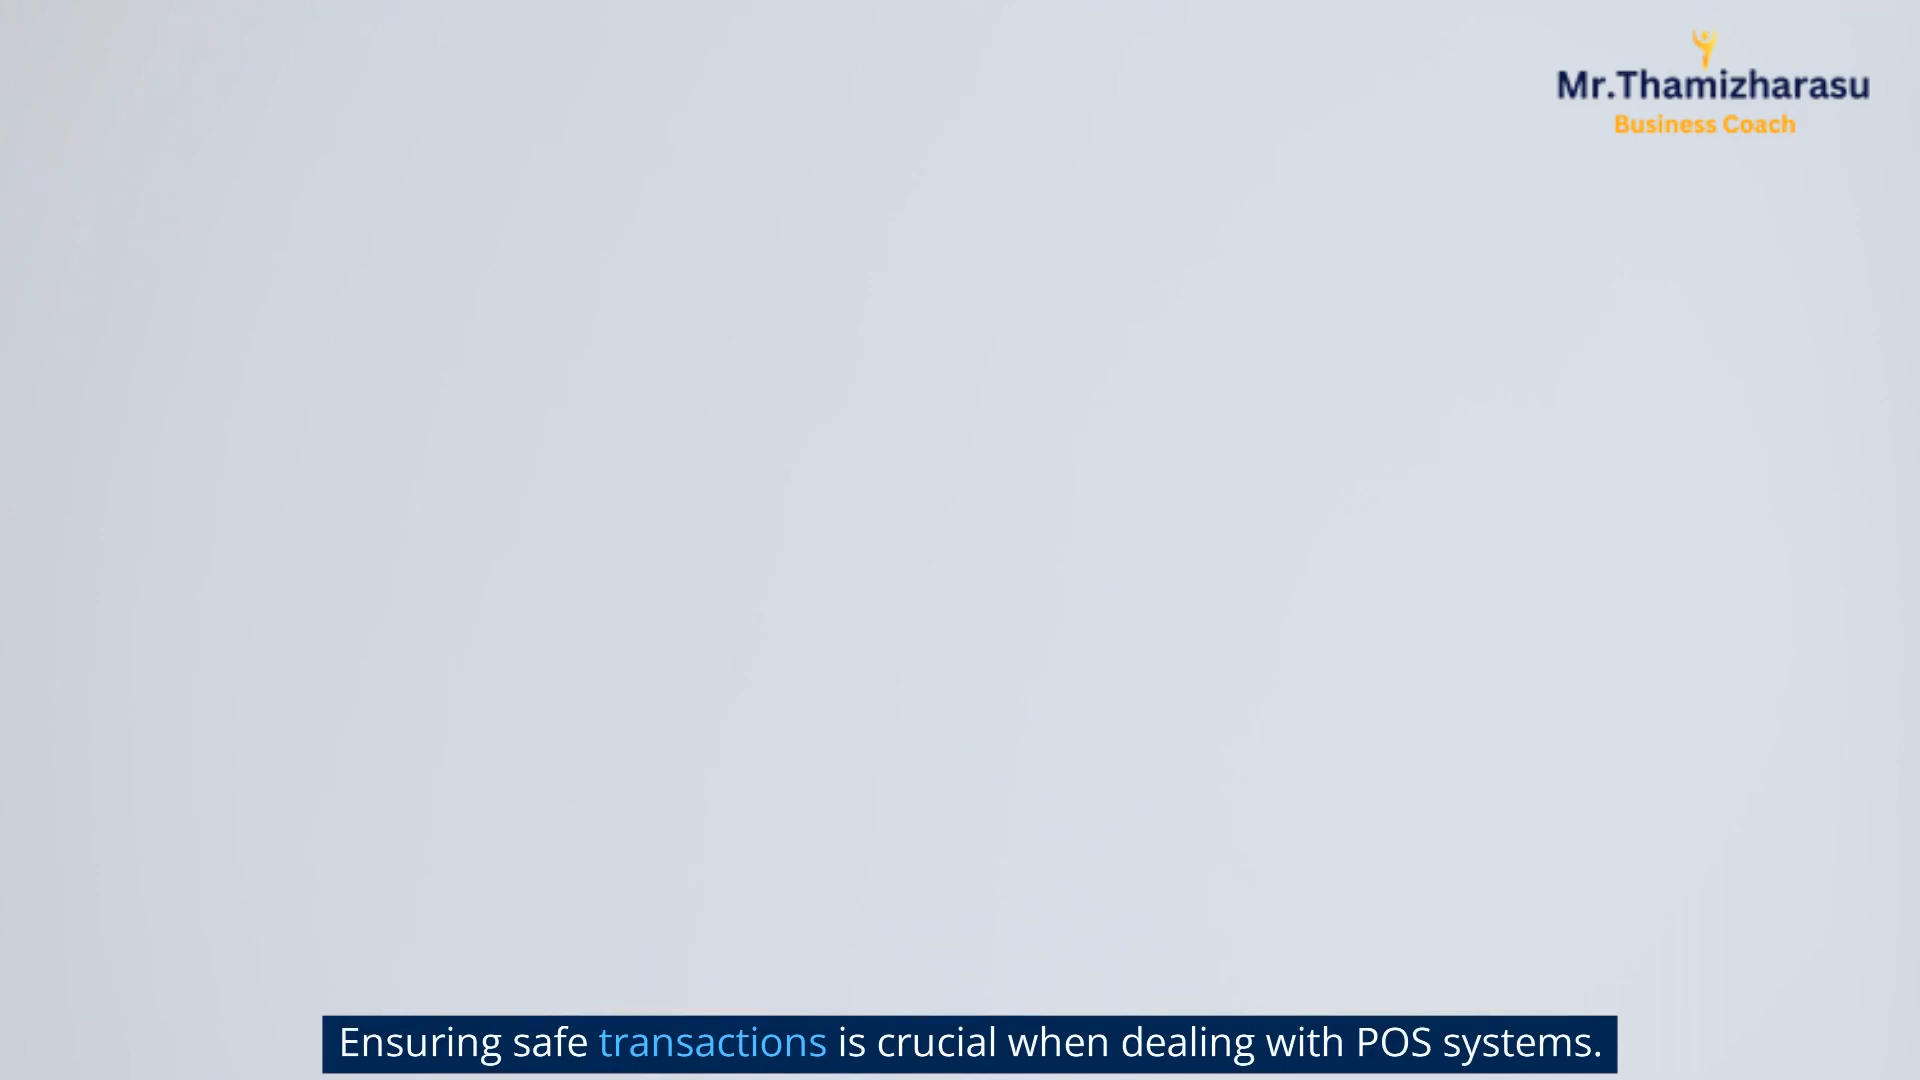 Mr.Thamizharasu
Business Coach
Ensuring safe transactions is crucial when dealing with POS systems.